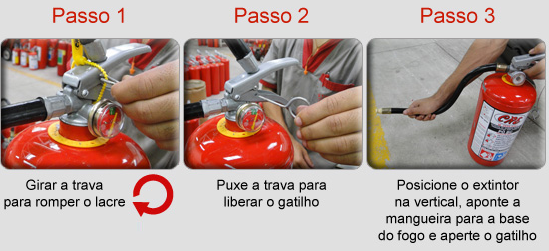 Passo 1
Passo 2
Passo 3
Girar a trava
para romper o lacre
Puxe a trava para
liberar o gatilho
Posicione o extintor
na vertical, aponte a
mangueira para a base
do fogo e aperte o gatilho